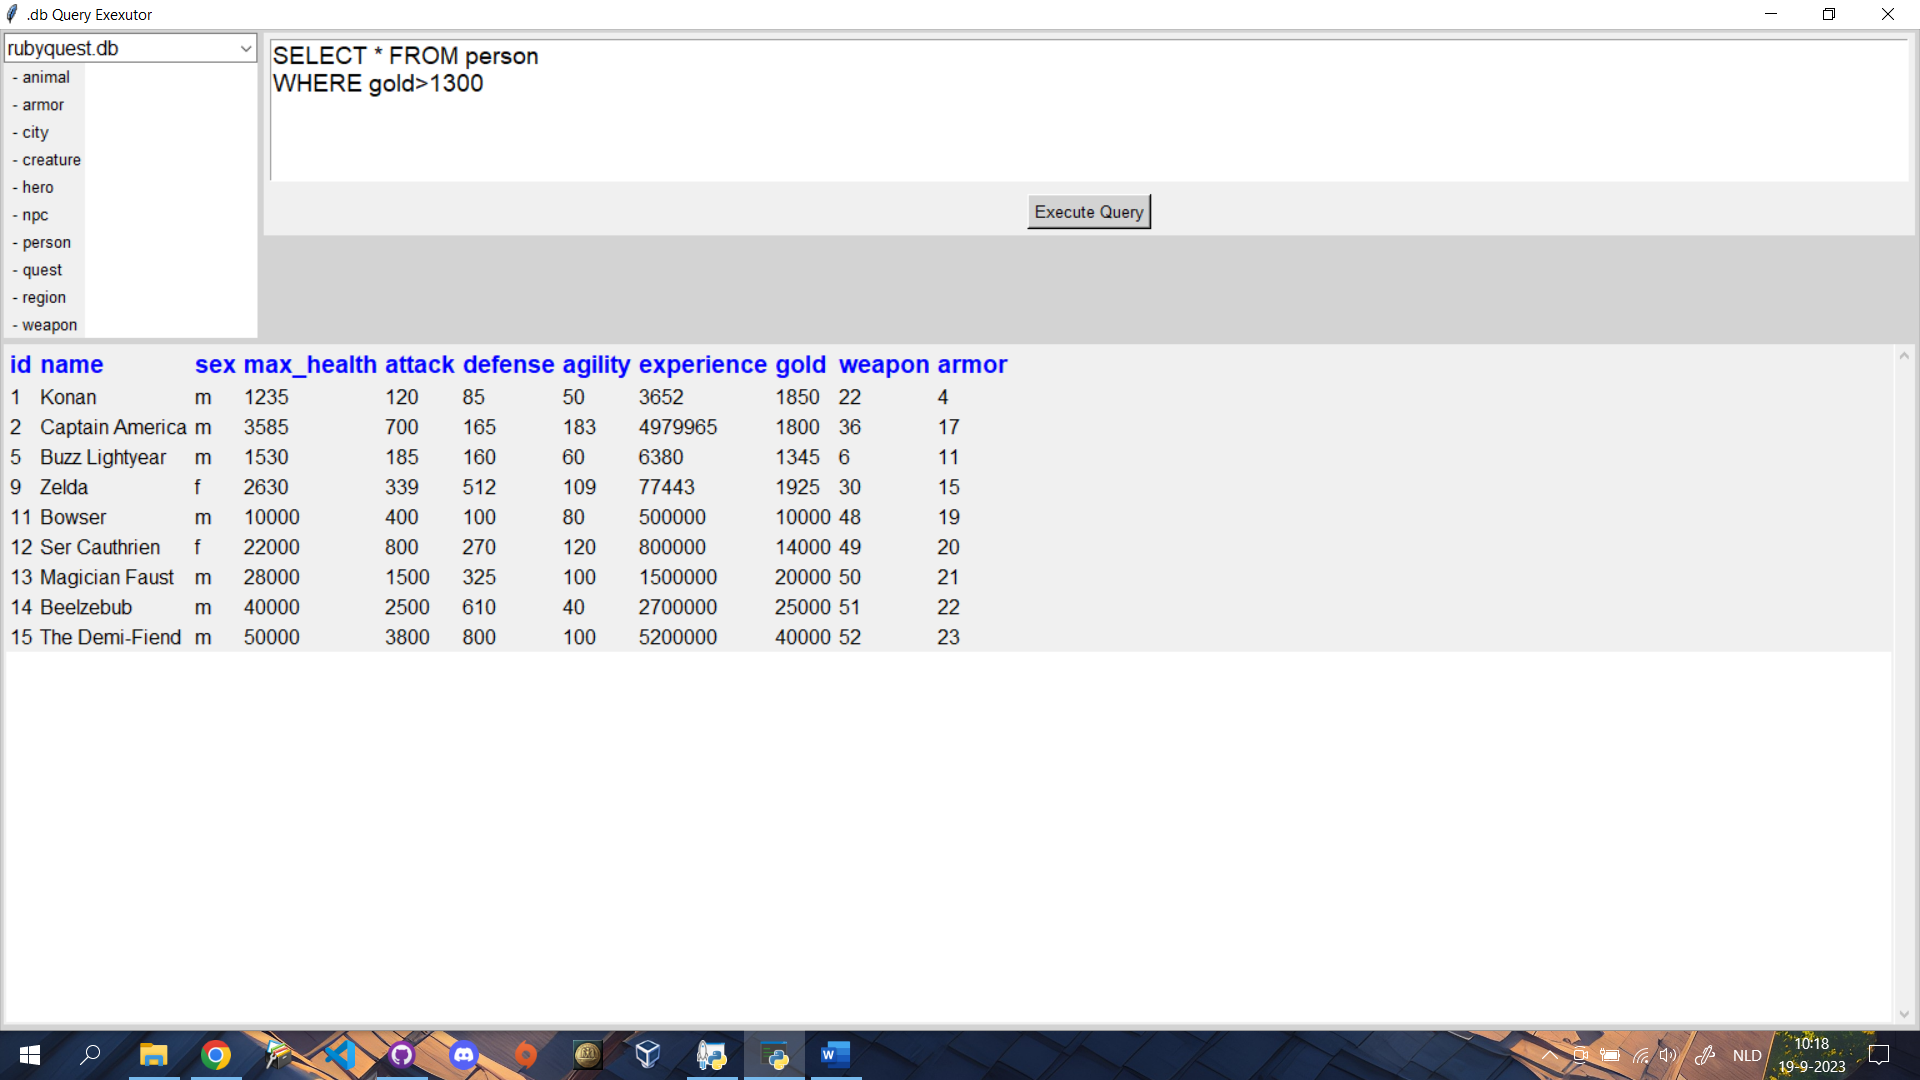 .db Query Exexutor
rubyquest.db
- animal
- armor
- city
- creature
- hero
- npc
- person
- quest
- region
- weapon
SELECT * FROM person
WHERE gold>1300
Execute Query
id name sex max_health attack defense agility experience gold weapon armor
1 Konan m 1235 120 85 50 3652 1850 22 4
2 Captain America m 3585 700 165 183 4979965 1800 36 17
5 Buzz Lightyear m 1530 185 160 60 6380 1345 6 11
9 Zelda f 2630 339 512 109 77443 1925 30 15
11 Bowser m 10000 400 100 80 500000 10000 48 19
12 Ser Cauthrien f 22000 800 270 120 800000 14000 49 20
13 Magician Faust m 28000 1500 325 100 1500000 20000 50 21
14 Beelzebub m 40000 2500 610 40 2700000 25000 51 22
15 The Demi-Fiend m 50000 3800 800 100 5200000 40000 52 23
NLD
10:18
19-9-2023